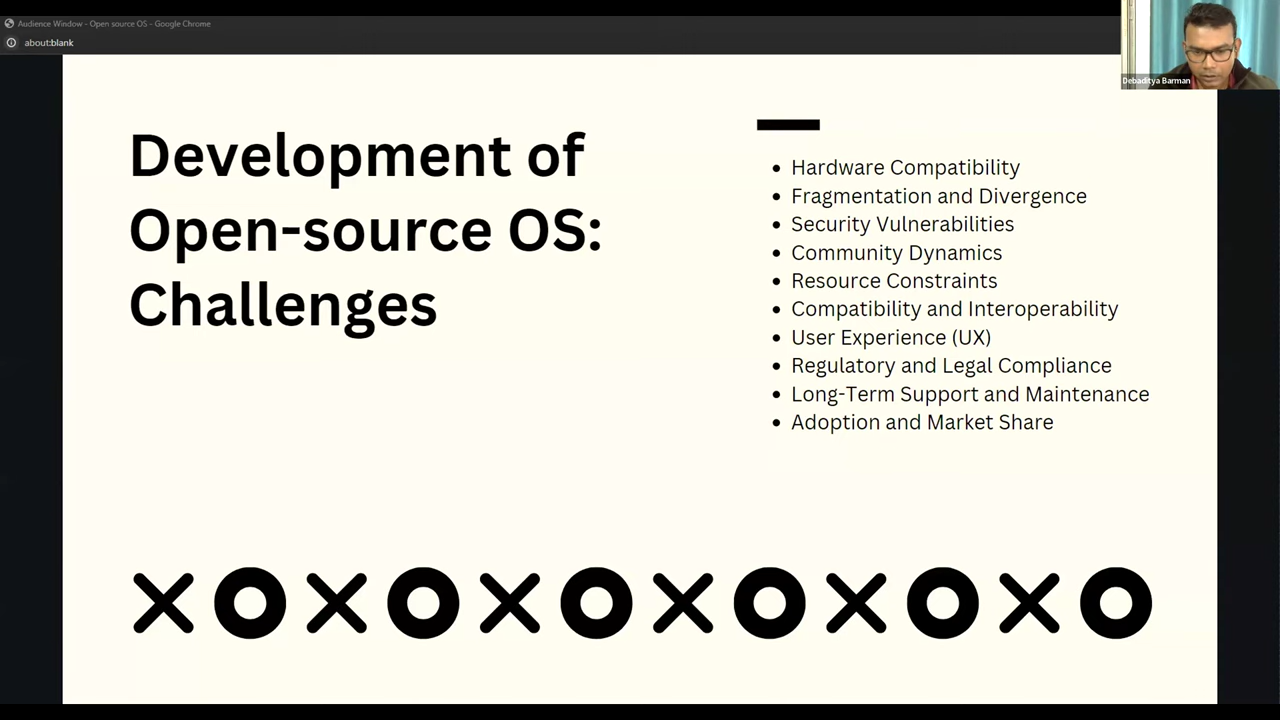 Audience Window - Open source OS - Google Chrome
about:blank
Debaditya Barman
Development of
Open-source OS:
Challenges
• Hardware Compatibility
• Fragmentation and Divergence
• Security Vulnerabilities
• Community Dynamics
• Resource Constraints
• Compatibility and Interoperability
• User Experience (UX)
• Regulatory and Legal Compliance
• Long-Term Support and Maintenance
• Adoption and Market Share